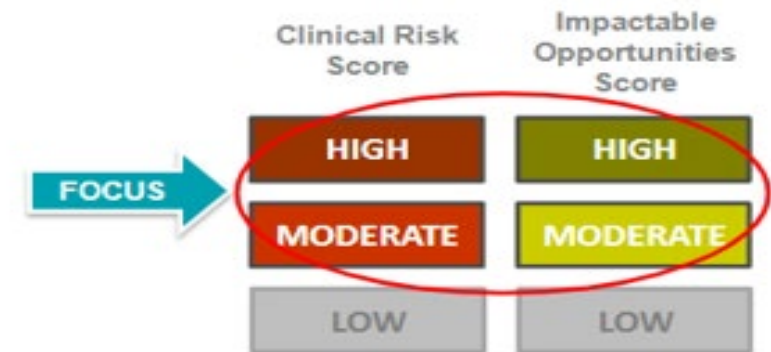 Clinical Risk
Score
Impactable
Opportunities
Score
HIGH
HIGH
FOCUS
MODERATE
MODERATE
LOW
LOW